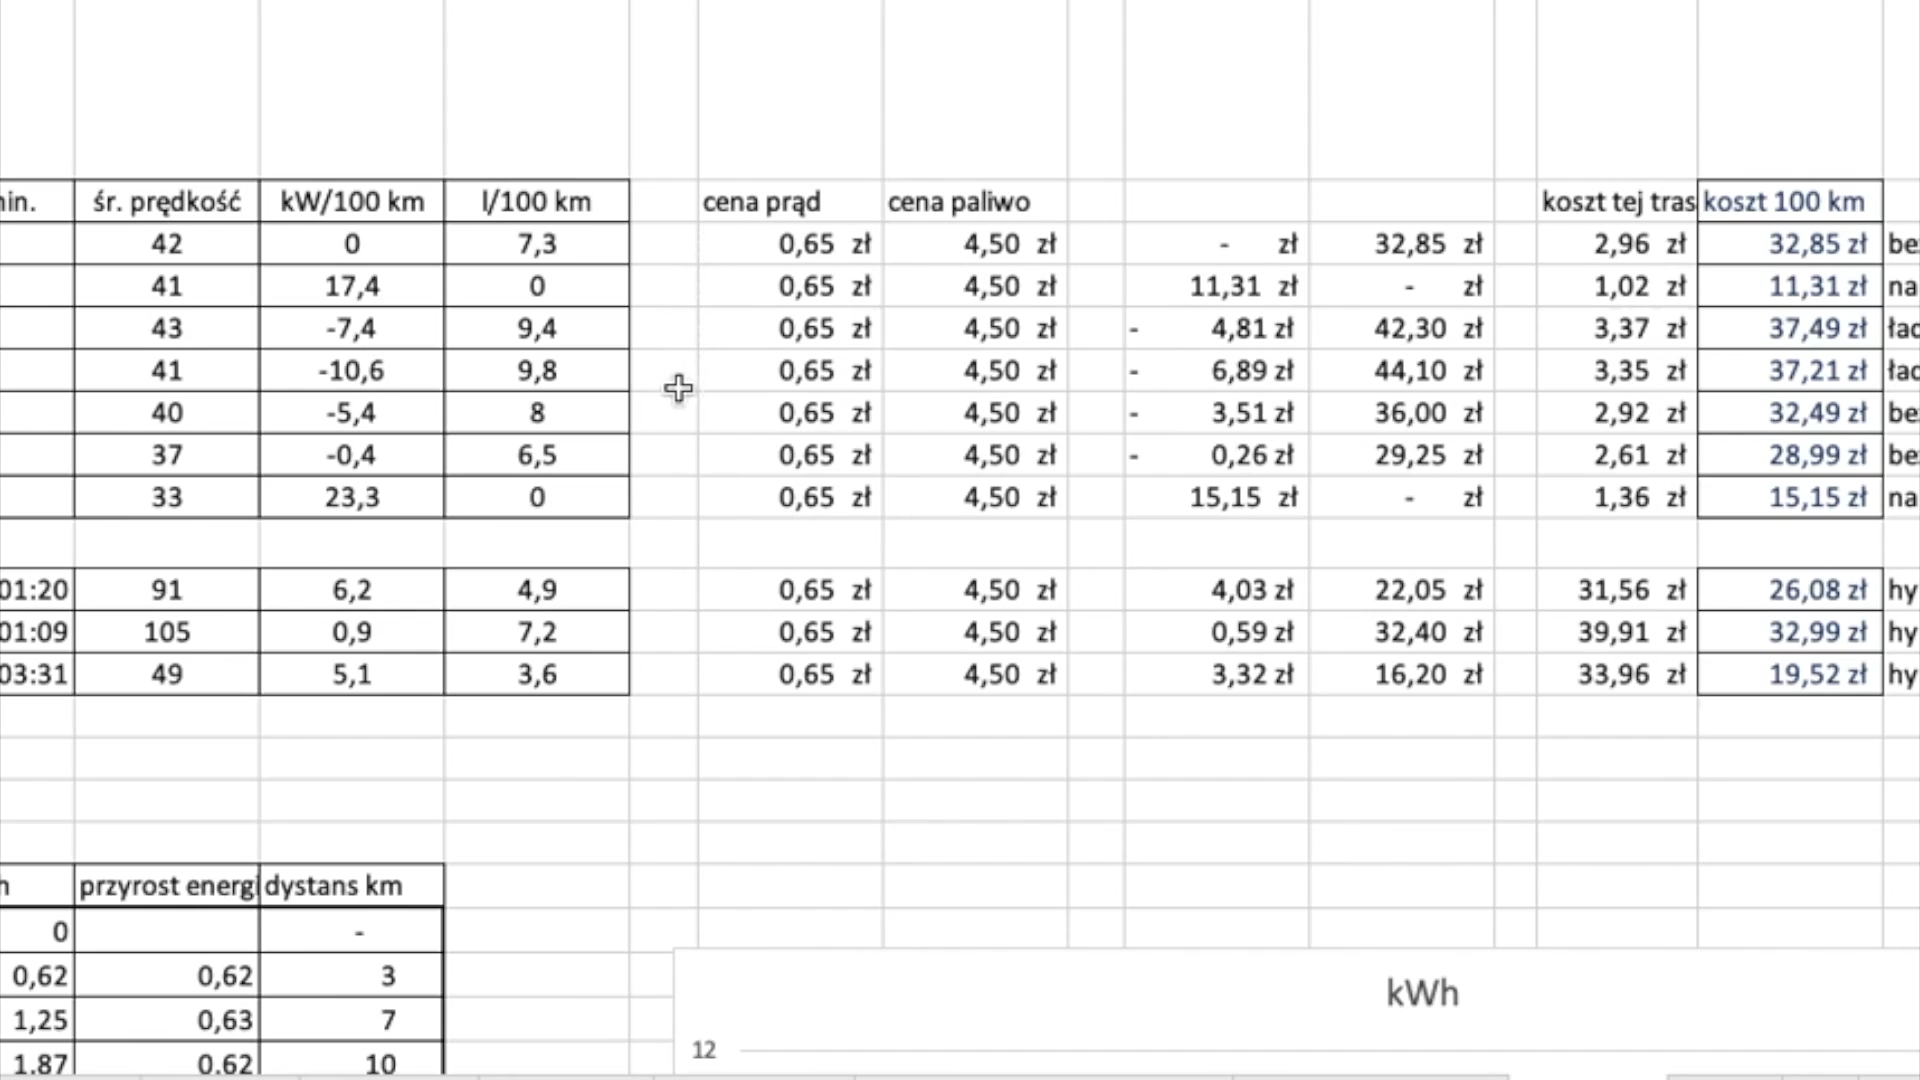 in. śr. prędkość kW/100 km l/100 km cena prąd cena paliwo koszt tej tras koszt 100 km
42 0 7,3 0,65 zł 4,50 zł - zł 32,85 zł 2,96 zł 32,85 zł be
41 17,4 0 0,65 zł 4,50 zł 11,31 zł - zł 1,02 zł 11,31 zł na
43 -7,4 9,4 0,65 zł 4,50 zł - 4,81 zł 42,30 zł 3,37 zł 37,49 zł ład
41 -10,6 9,8 0,65 zł 4,50 zł - 6,89 zł 44,10 zł 3,35 zł 37,21 zł ład
40 -5,4 8 0,65 zł 4,50 zł - 3,51 zł 36,00 zł 2,92 zł 32,49 zł be
37 -0,4 6,5 0,65 zł 4,50 zł - 0,26 zł 29,25 zł 2,61 zł 28,99 zł be
33 23,3 0 0,65 zł 4,50 zł 15,15 zł - zł 1,36 zł 15,15 zł na
01:20 91 6,2 4,9 0,65 zł 4,50 zł 4,03 zł 22,05 zł 31,56 zł 26,08 zł hy
01:09 105 0,9 7,2 0,65 zł 4,50 zł 0,59 zł 32,40 zł 39,91 zł 32,99 zł hy
03:31 49 5,1 3,6 0,65 zł 4,50 zł 3,32 zł 16,20 zł 33,96 zł 19,52 zł hy
h przyrost energi dystans km
0 -
0,62 0,62 3
1,25 0,63 7
1,87 0,62 10
kWh
12